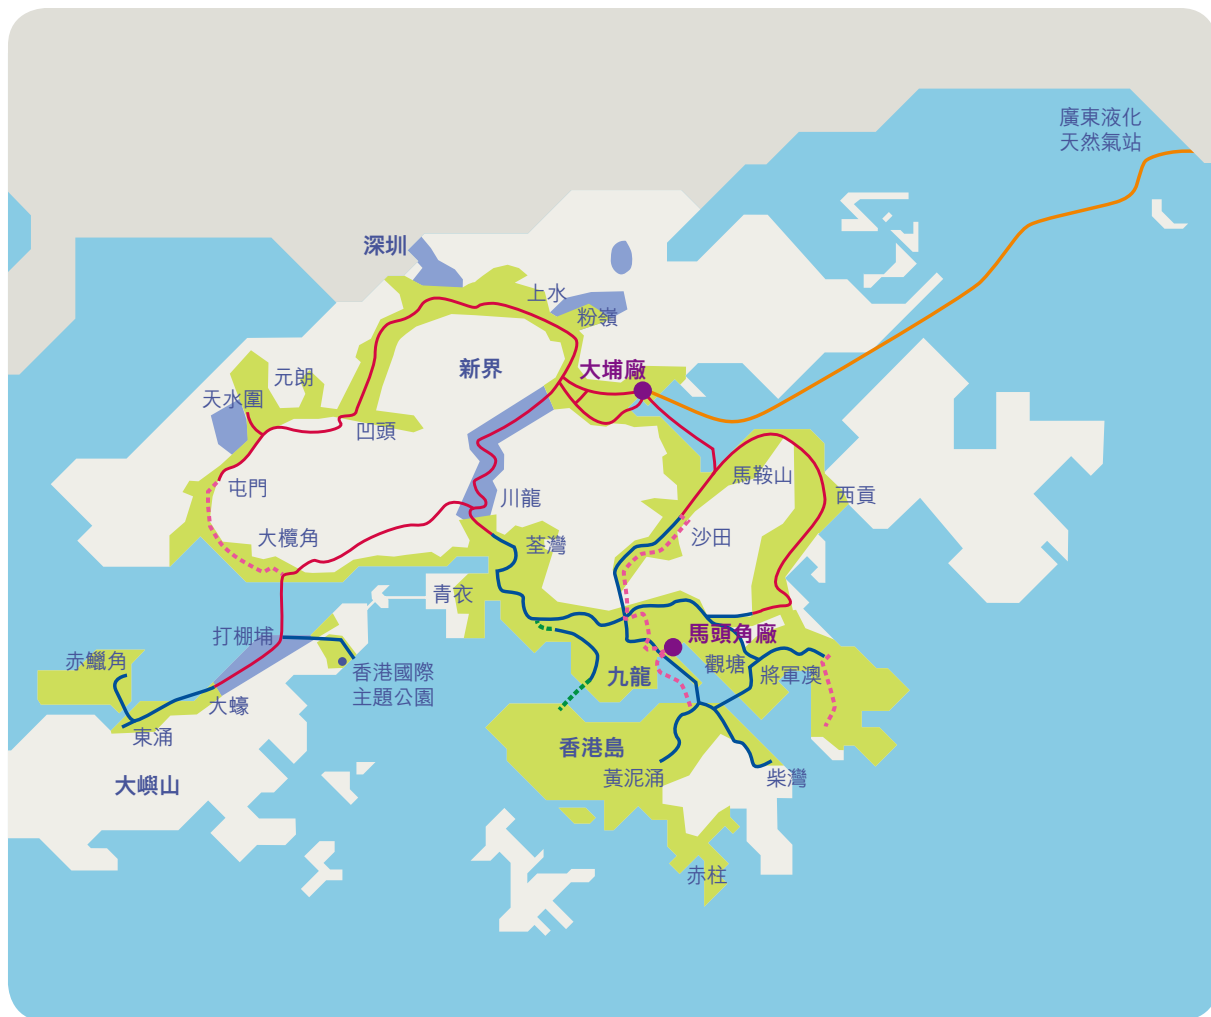 廣東液化
天然氣站
深圳
上水
粉嶺
新界
大埔廠
元朗
天水圍
凹頭
屯門
馬鞍山
西貢
川龍
大欖角
荃灣
沙田
青衣
打棚埔
馬頭角廠
赤鱲角
香港國際
主題公園
九龍
觀塘
將軍澳
大蠔
東涌
香港島
大嶼山
黃泥涌
柴灣
赤柱